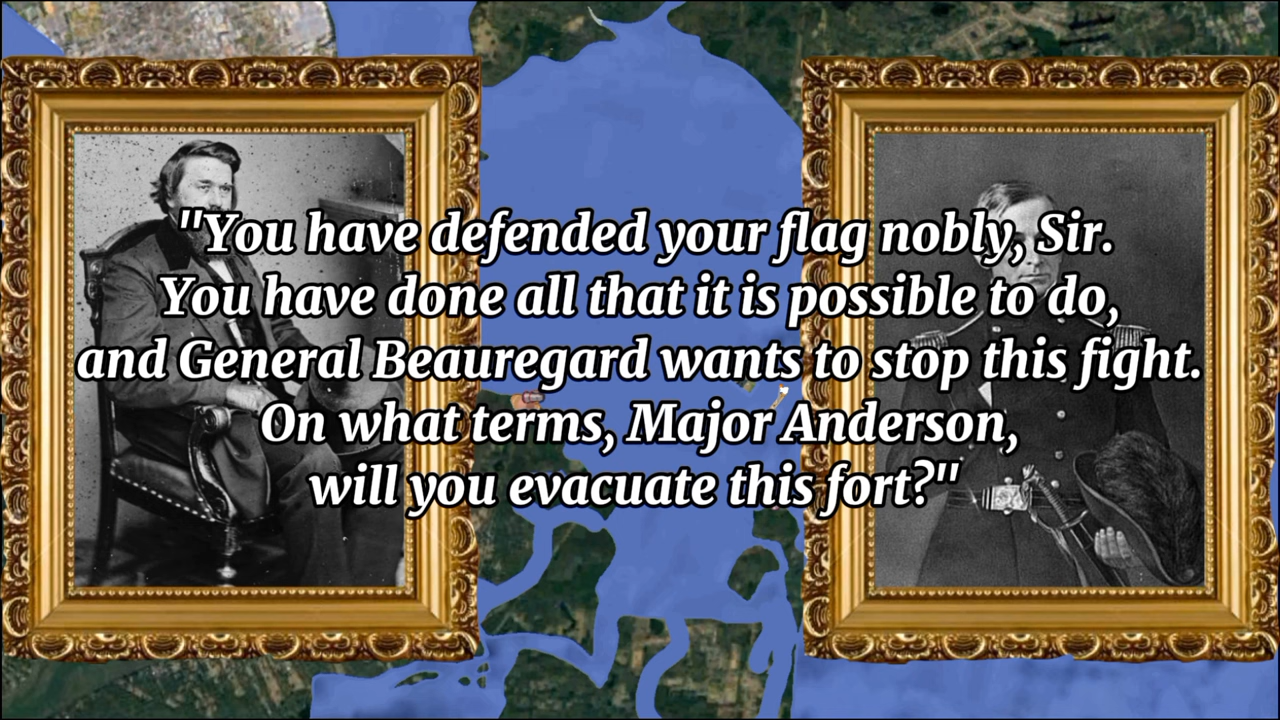 "You have defended your flag nobly, Sir.
You have done all that it is possible to do,
and General Beauregard wants to stop this fight.
On what terms, Major Anderson,
will you evacuate this fort?"